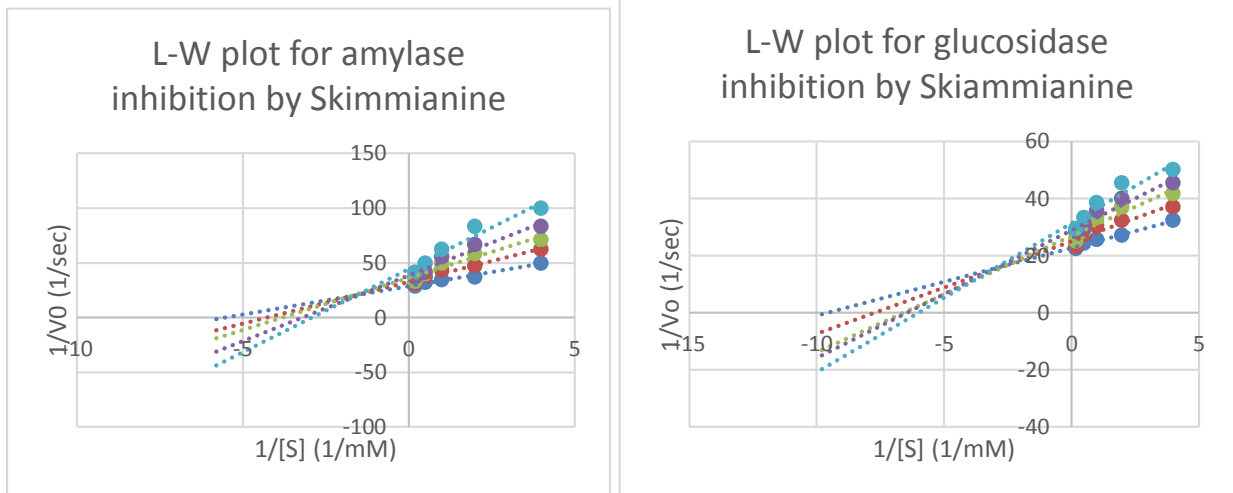 L-W plot for amylase
inhibition by Skimmianine
150
100
50
0
-50
-100
-10
-5
0
5
1/V0 (1/sec)
1/[S] (1/mM)
L-W plot for glucosidase
inhibition by Skiammianine
60
40
20
0
-20
-40
-15
-10
-5
0
5
1/Vo (1/sec)
1/[S] (1/mM)